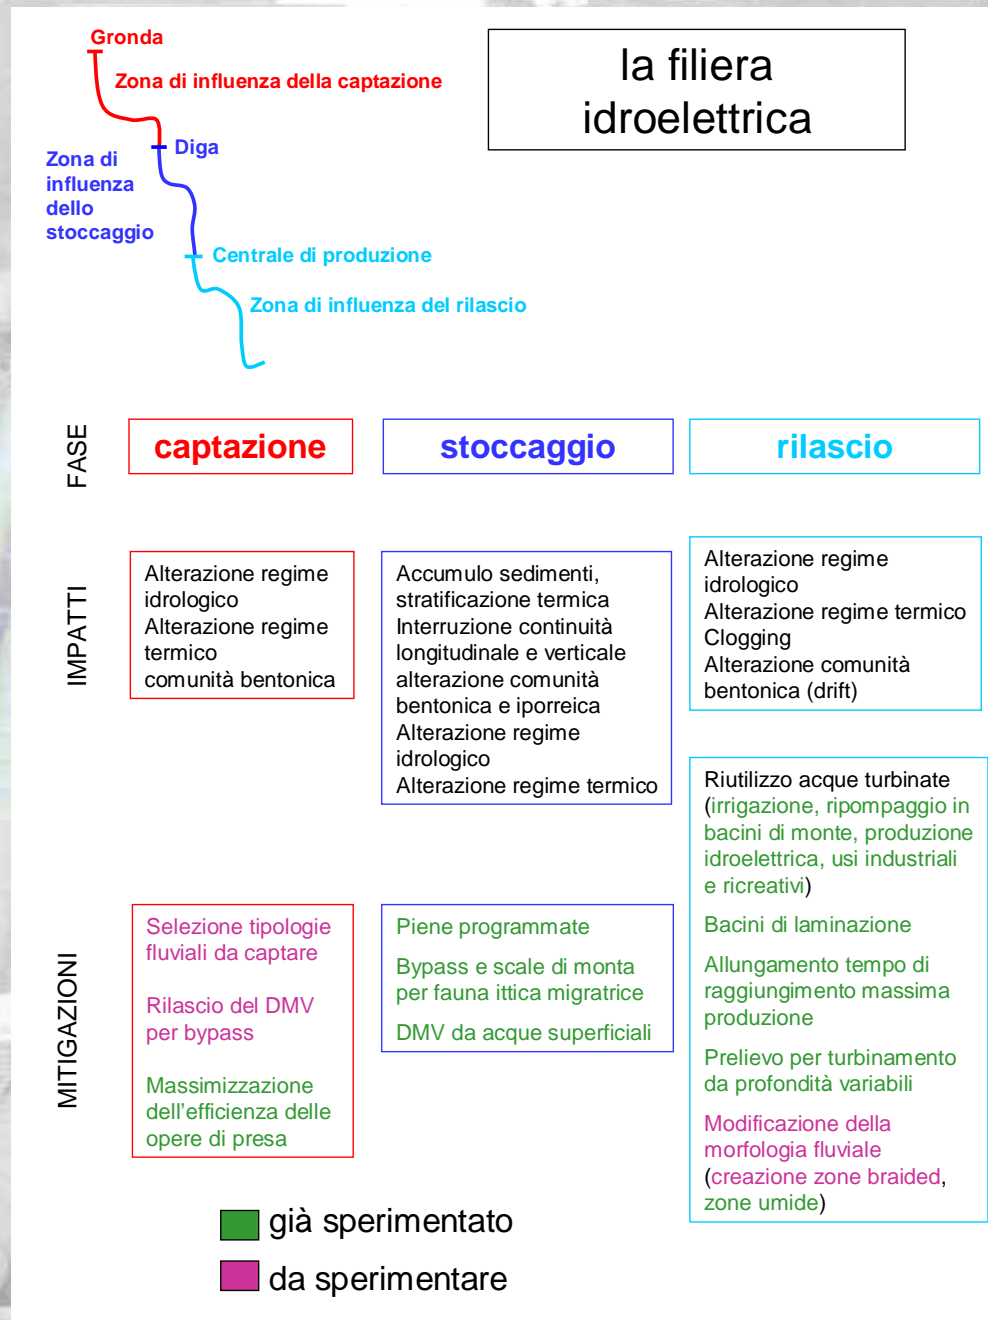 Gronda
Zona di influenza della captazione
la filiera
idroelettrica
Diga
Zona di
influenza
dello
stoccaggio
Centrale di produzione
Zona di influenza del rilascio
FASE
captazione
stoccaggio
rilascio
IMPATTI
Alterazione regime
idrologico
Alterazione regime
termico
comunità bentonica
Accumulo sedimenti,
stratificazione termica
Interruzione continuità
longitudinale e verticale
alterazione comunità
bentonica e iporreica
Alterazione regime
idrologico
Alterazione regime termico
Alterazione regime
idrologico
Alterazione regime termico
Clogging
Alterazione comunità
bentonica (drift)
MITIGAZIONI
Selezione tipologie
fluviali da captare
Rilascio del DMV
per bypass
Massimizzazione
dell'efficienza delle
opere di presa
Piene programmate
Bypass e scale di monta
per fauna ittica migratrice
DMV da acque superficiali
Riutilizzo acque turbinate
(irrigazione, ripompaggio in
bacini di monte, produzione
idroelettrica, usi industriali
e ricreativi)
Bacini di laminazione
Allungamento tempo di
raggiungimento massima
produzione
Prelievo per turbinamento
da profondità variabili
Modificazione della
morfologia fluviale
(creazione zone braided,
zone umide)
già sperimentato
da sperimentare